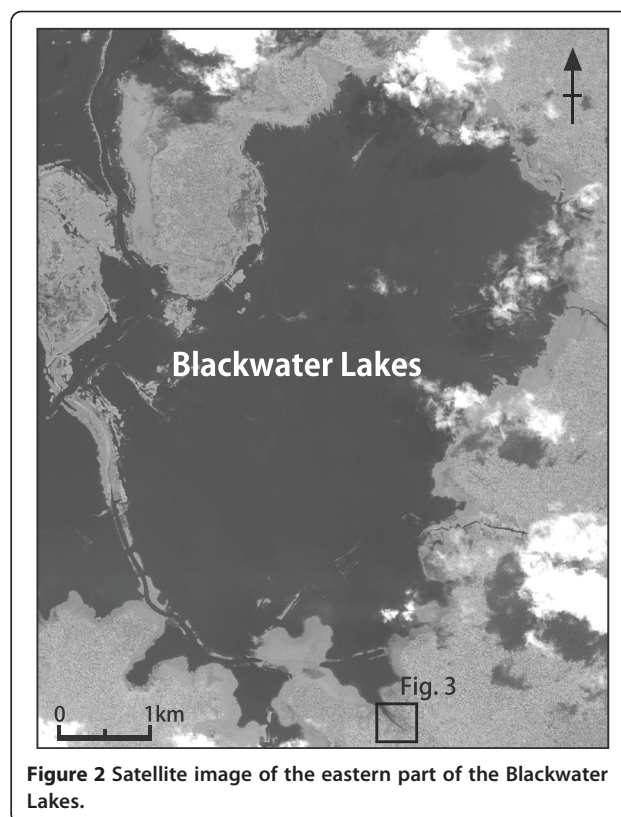 Blackwater Lakes
Fig. 3
0 1km
Figure 2 Satellite image of the eastern part of the Blackwater
Lakes.